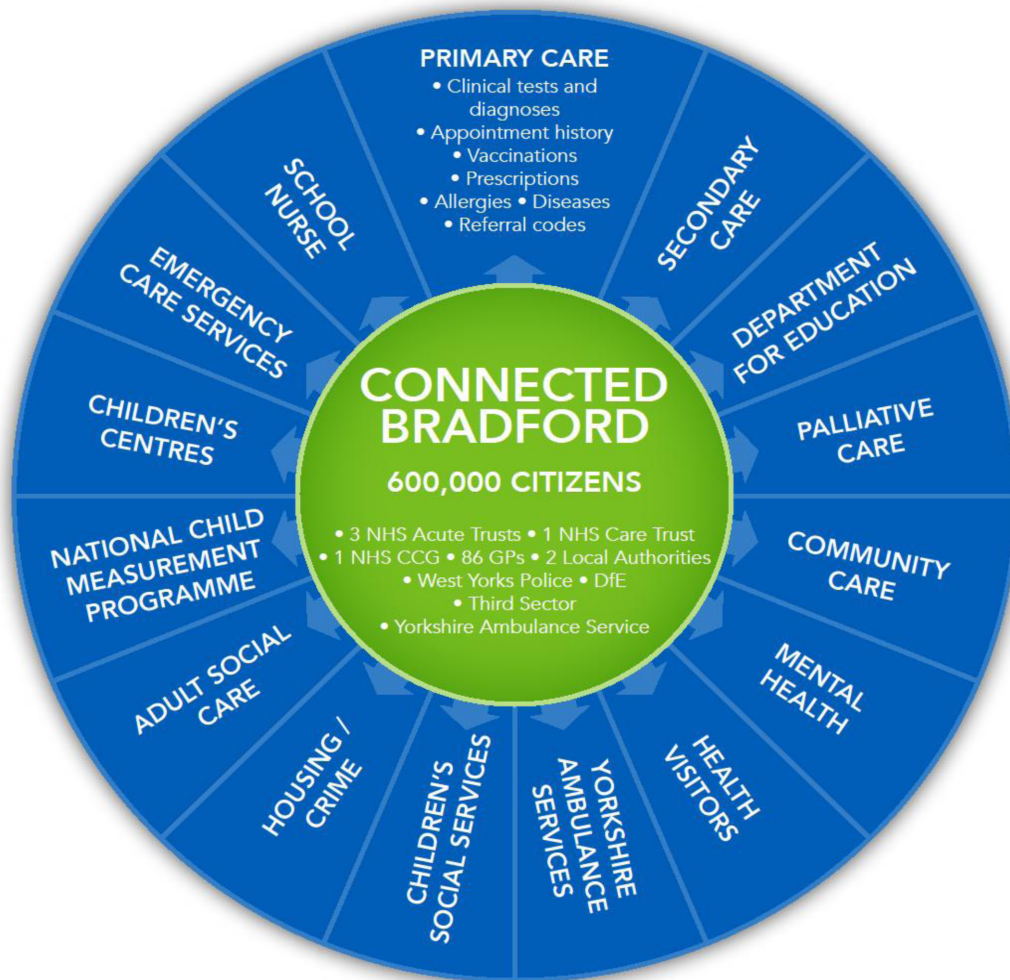 PRIMARY CARE
• Clinical tests and
diagnoses
• Appointment history
• Vaccinations
• Prescriptions
• Allergies • Diseases
• Referral codes
SECONDARY
CARE
DEPARTMENT
FOR EDUCATION
PALLIATIVE
CARE
COMMUNITY
CARE
MENTAL
HEALTH
HEALTH
VISITORS
YORKSHIRE
AMBULANCE
SERVICES
CHILDREN'S
SOCIAL SERVICES
HOUSING /
CRIME
ADULT SOCIAL
CARE
NATIONAL CHILD
MEASUREMENT
PROGRAMME
CHILDREN'S
CENTRES
EMERGENCY
CARE SERVICES
SCHOOL
NURSE
CONNECTED
BRADFORD
600,000 CITIZENS
• 3 NHS Acute Trusts • 1 NHS Care Trust
• 1 NHS CCG • 86 GPs • 2 Local Authorities
• West Yorks Police • DfE
• Third Sector
• Yorkshire Ambulance Service